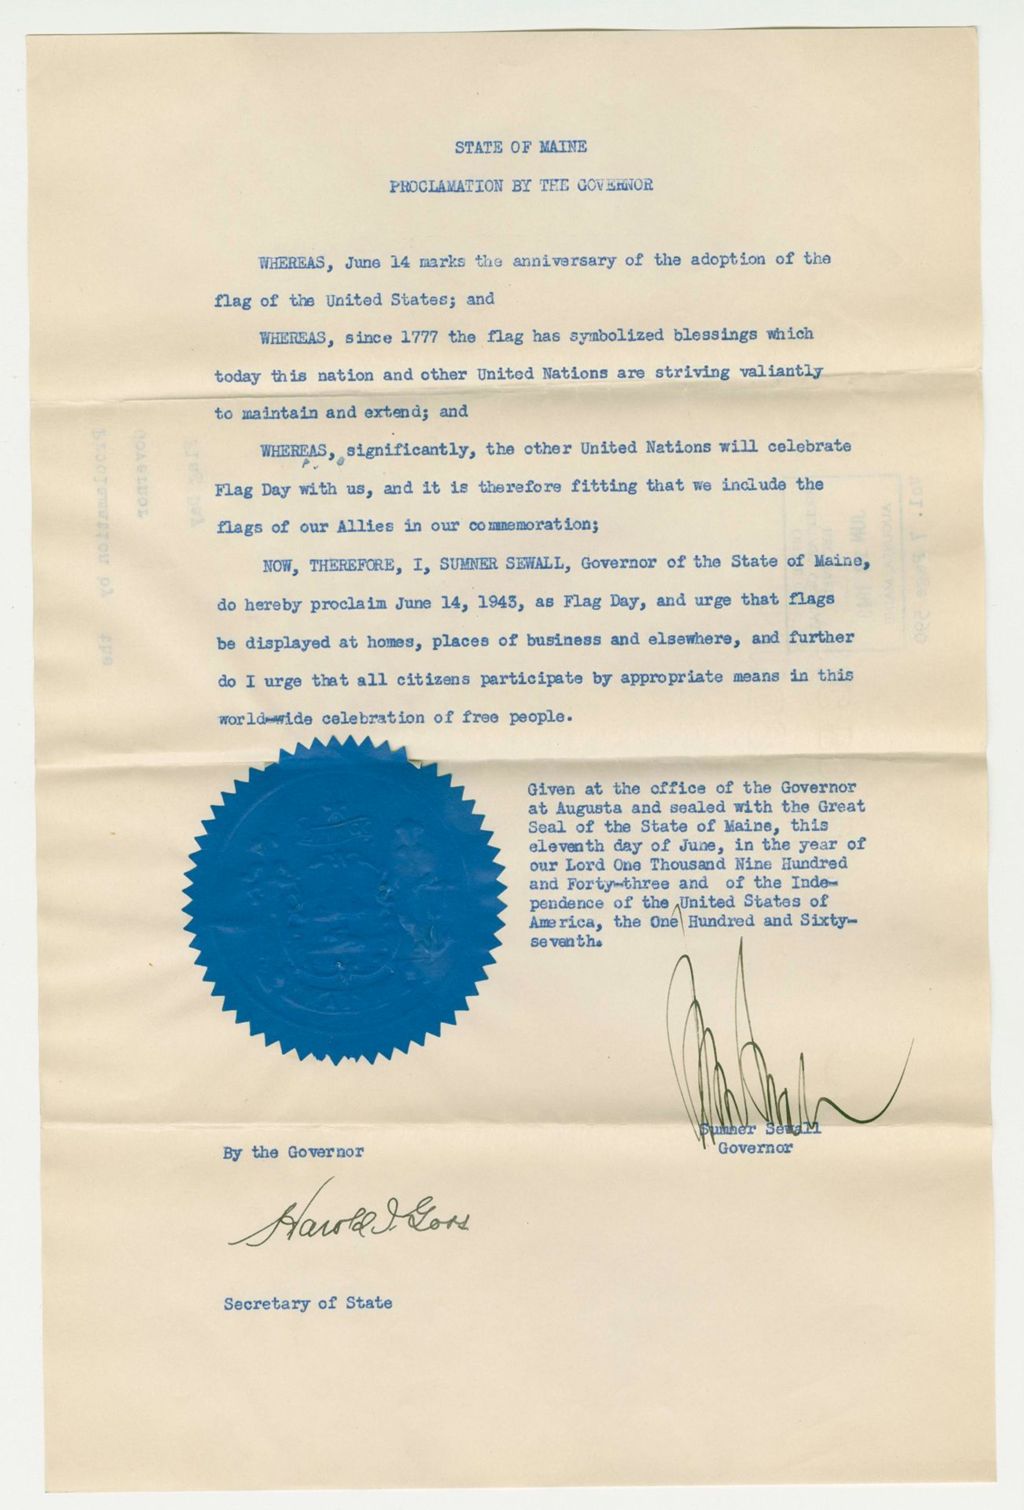 STATE OF MAINE
PROCLAMATION BY THE GOVERNOR
WHEREAS, June 14 marks the anniversary of the adoption of the
flag of the United States; and
WHEREAS, since 1777 the flag has symbolized blessings which
today this nation and other United Nations are striving valiantly
to maintain and extend; and
WHEREAS, significantly, the other United Nations will celebrate
Flag Day with us, and it is therefore fitting that we include the
flags of our Allies in our commemoration;
NOW, THEREFORE, I, SUMNER SEWALL, Governor of the State of Maine,
do hereby proclaim June 14, 1943, as Flag Day, and urge that flags
be displayed at homes, places of business and elsewhere, and further
do I urge that all citizens participate by appropriate means in this
world-wide celebration of free people.
Given at the office of the Governor
at Augusta and sealed with the Great
Seal of the State of Maine, this
eleventh day of June, in the year of
our Lord One Thousand Nine Hundred
and Forty-three and of the Inde-
pendence of the United States of
America, the One Hundred and Sixty-
seventh.
Sumner Sewall
Governor
By the Governor
Harold I. Goss
Secretary of State